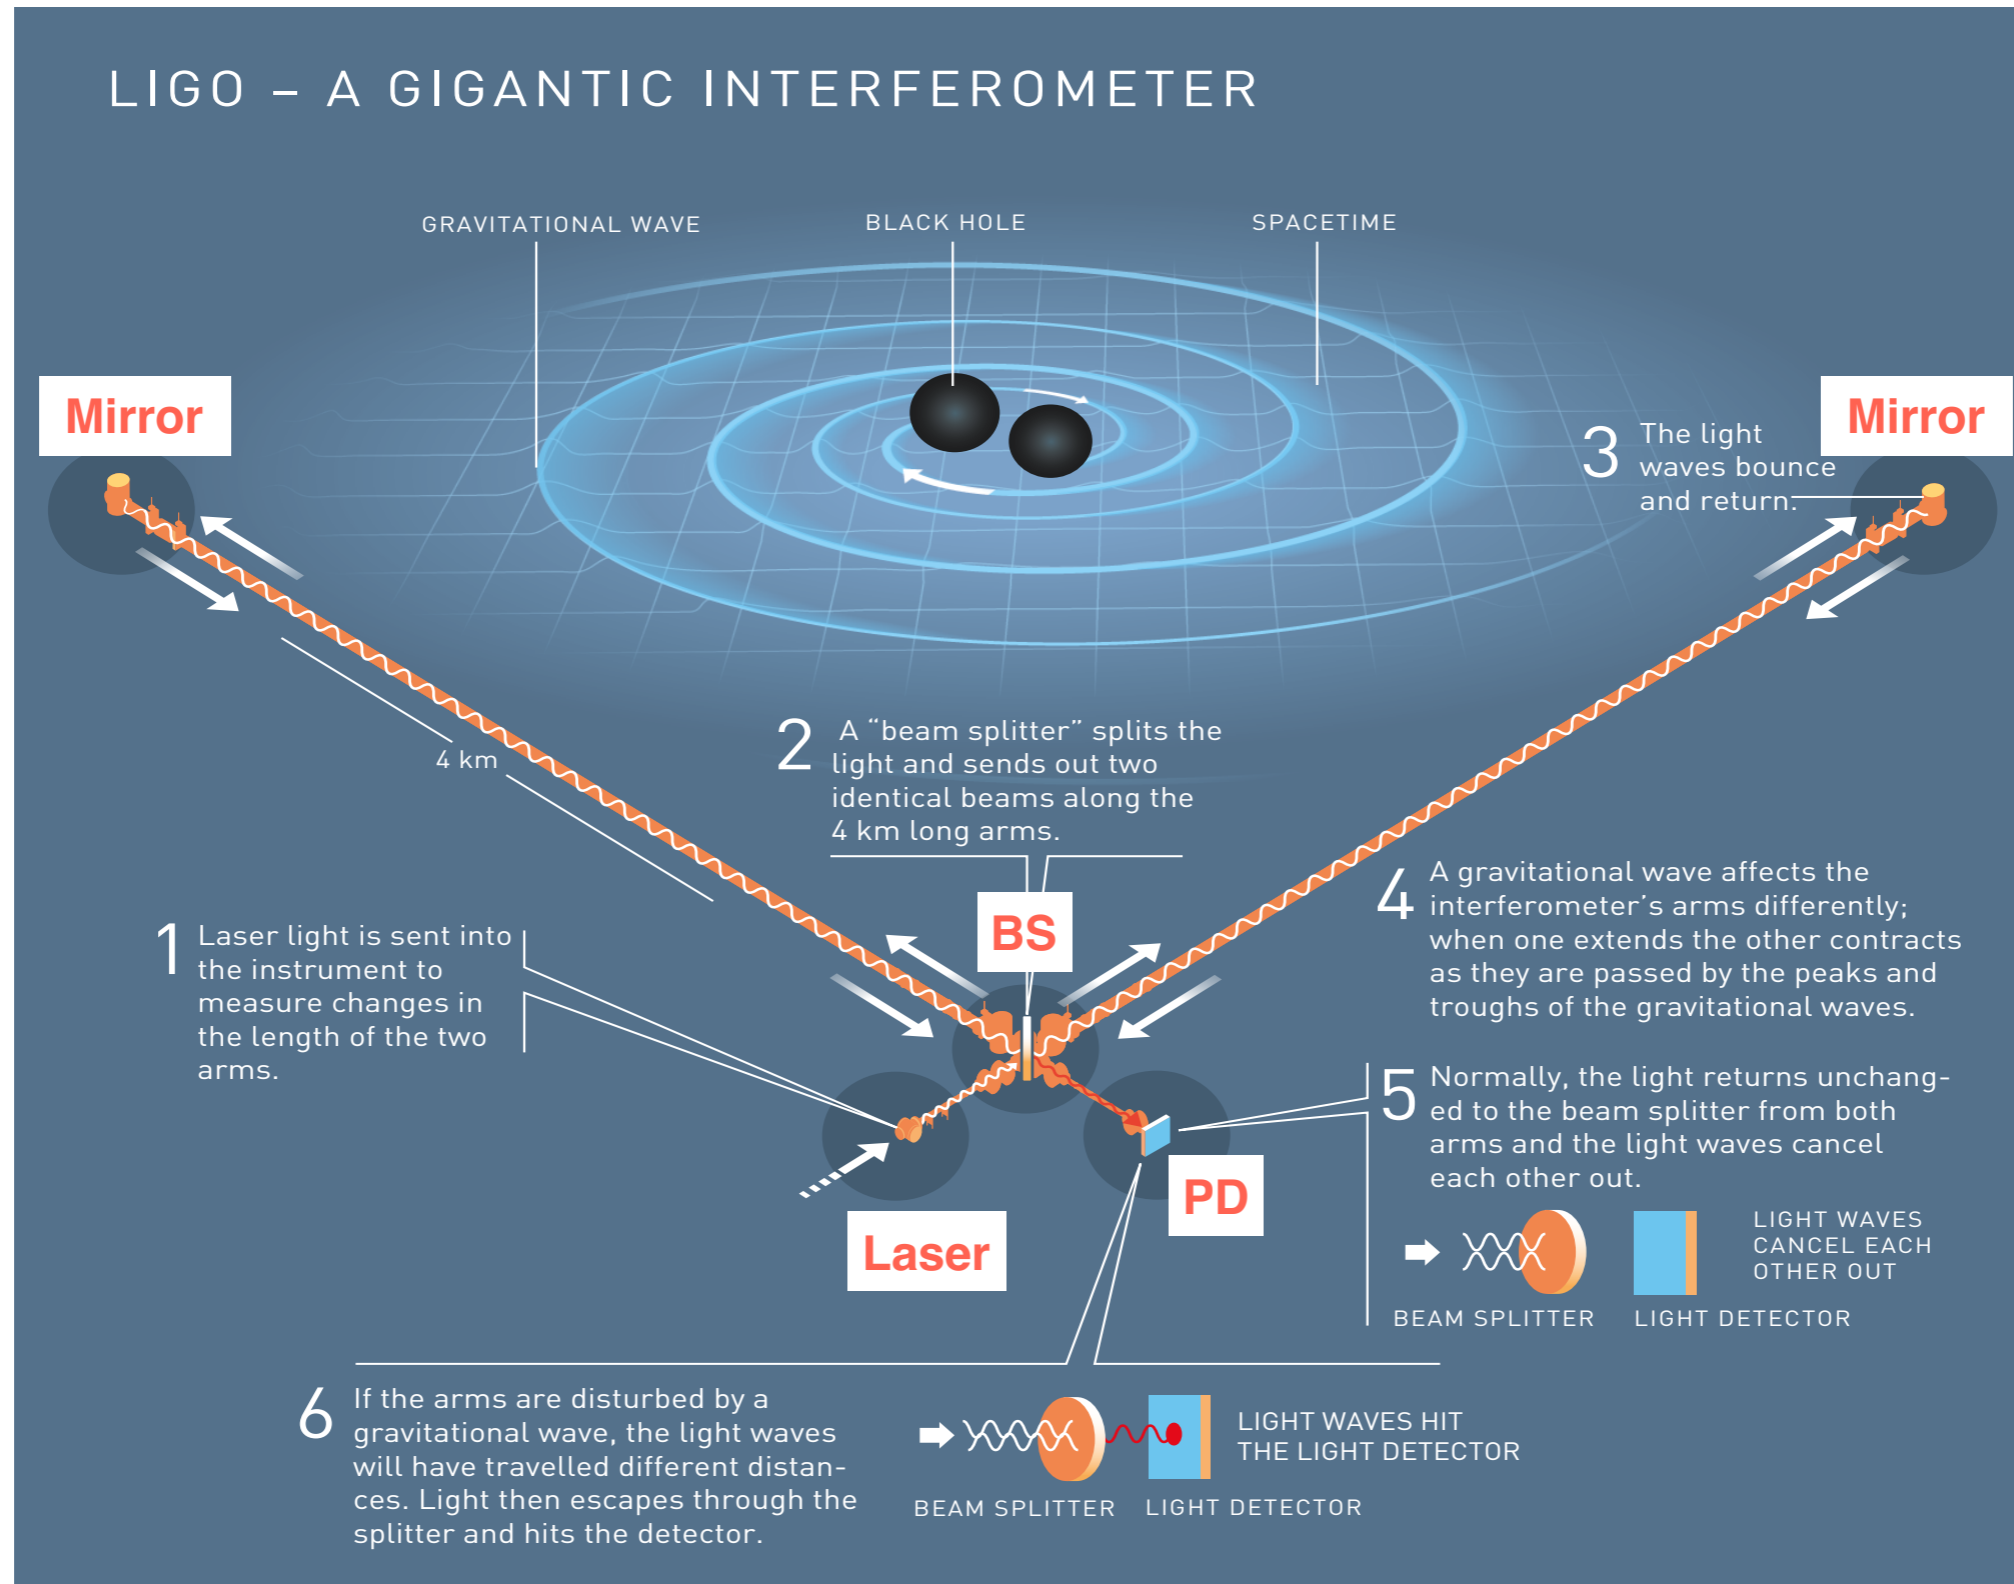 LIGO – A GIGANTIC INTERFEROMETER
GRAVITATIONAL WAVE
BLACK HOLE
SPACETIME
Mirror
Mirror
3 The light
waves bounce
and return.
4 km
2 A “beam splitter” splits the
light and sends out two
identical beams along the
4 km long arms.
1 Laser light is sent into
the instrument to
measure changes in
the length of the two
arms.
BS
4 A gravitational wave affects the
interferometer’s arms differently;
when one extends the other contracts
as they are passed by the peaks and
troughs of the gravitational waves.
5 Normally, the light returns unchang-
ed to the beam splitter from both
arms and the light waves cancel
each other out.
PD
Laser
LIGHT WAVES
CANCEL EACH
OTHER OUT
BEAM SPLITTER
LIGHT DETECTOR
6 If the arms are disturbed by a
gravitational wave, the light waves
will have travelled different distan-
ces. Light then escapes through the
splitter and hits the detector.
LIGHT WAVES HIT
THE LIGHT DETECTOR
BEAM SPLITTER
LIGHT DETECTOR